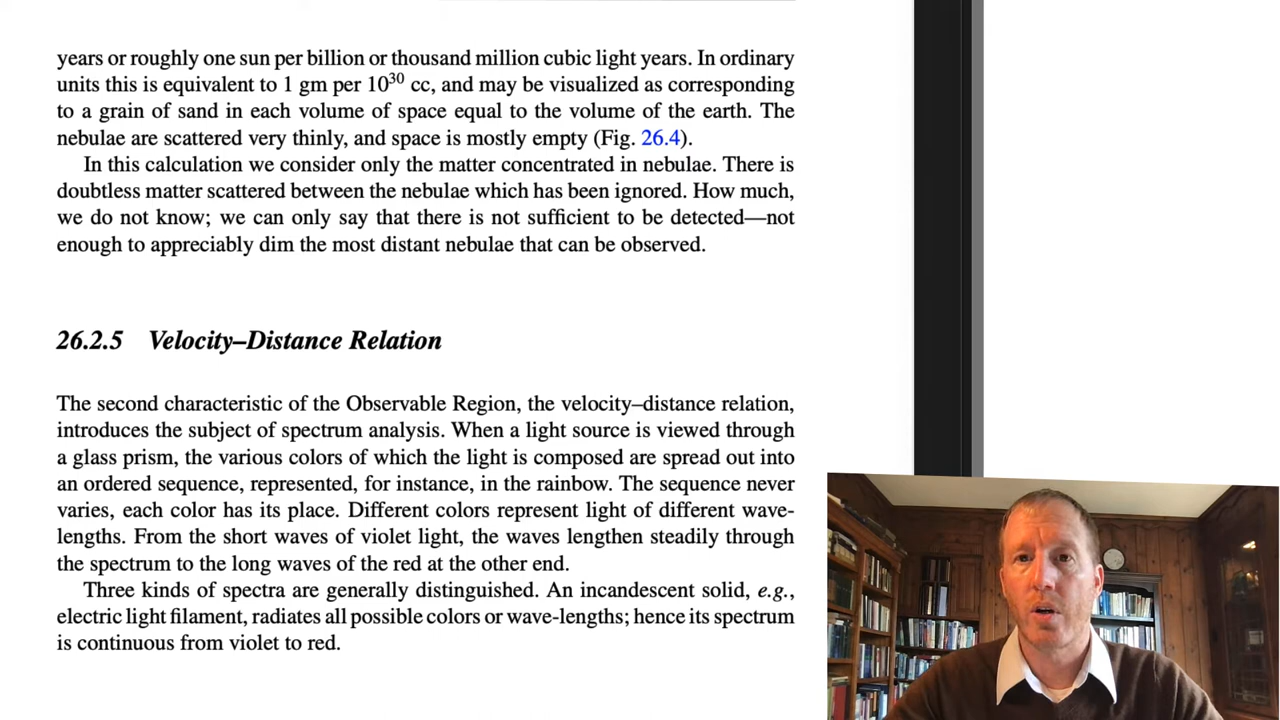 years or roughly one sun per billion or thousand million cubic light years. In ordinary
units this is equivalent to 1 gm per 10³⁰ cc, and may be visualized as corresponding
to a grain of sand in each volume of space equal to the volume of the earth. The
nebulae are scattered very thinly, and space is mostly empty (Fig. 26.4).
In this calculation we consider only the matter concentrated in nebulae. There is
doubtless matter scattered between the nebulae which has been ignored. How much,
we do not know; we can only say that there is not sufficient to be detected—not
enough to appreciably dim the most distant nebulae that can be observed.
26.2.5 Velocity–Distance Relation
The second characteristic of the Observable Region, the velocity–distance relation,
introduces the subject of spectrum analysis. When a light source is viewed through
a glass prism, the various colors of which the light is composed are spread out into
an ordered sequence, represented, for instance, in the rainbow. The sequence never
varies, each color has its place. Different colors represent light of different wave-
lengths. From the short waves of violet light, the waves lengthen steadily through
the spectrum to the long waves of the red at the other end.
Three kinds of spectra are generally distinguished. An incandescent solid, e.g.,
electric light filament, radiates all possible colors or wave-lengths; hence its spectrum
is continuous from violet to red.